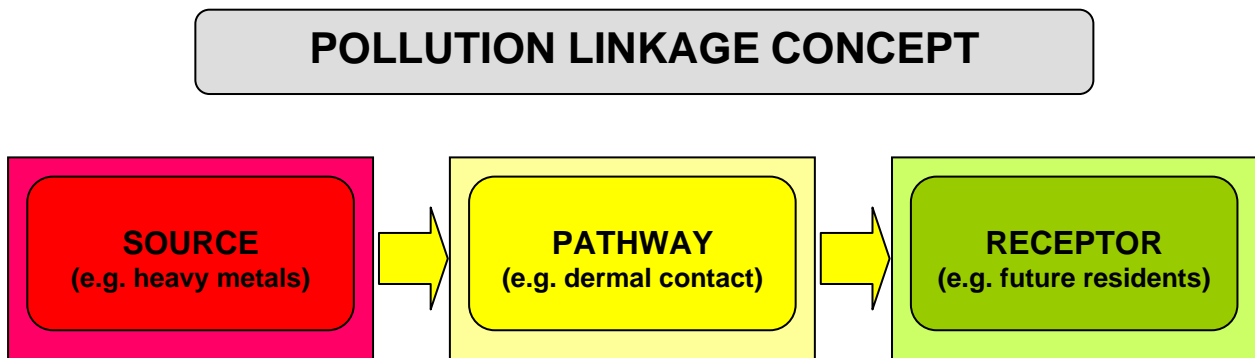 POLLUTION LINKAGE CONCEPT
SOURCE
(e.g. heavy metals)
PATHWAY
(e.g. dermal contact)
RECEPTOR
(e.g. future residents)